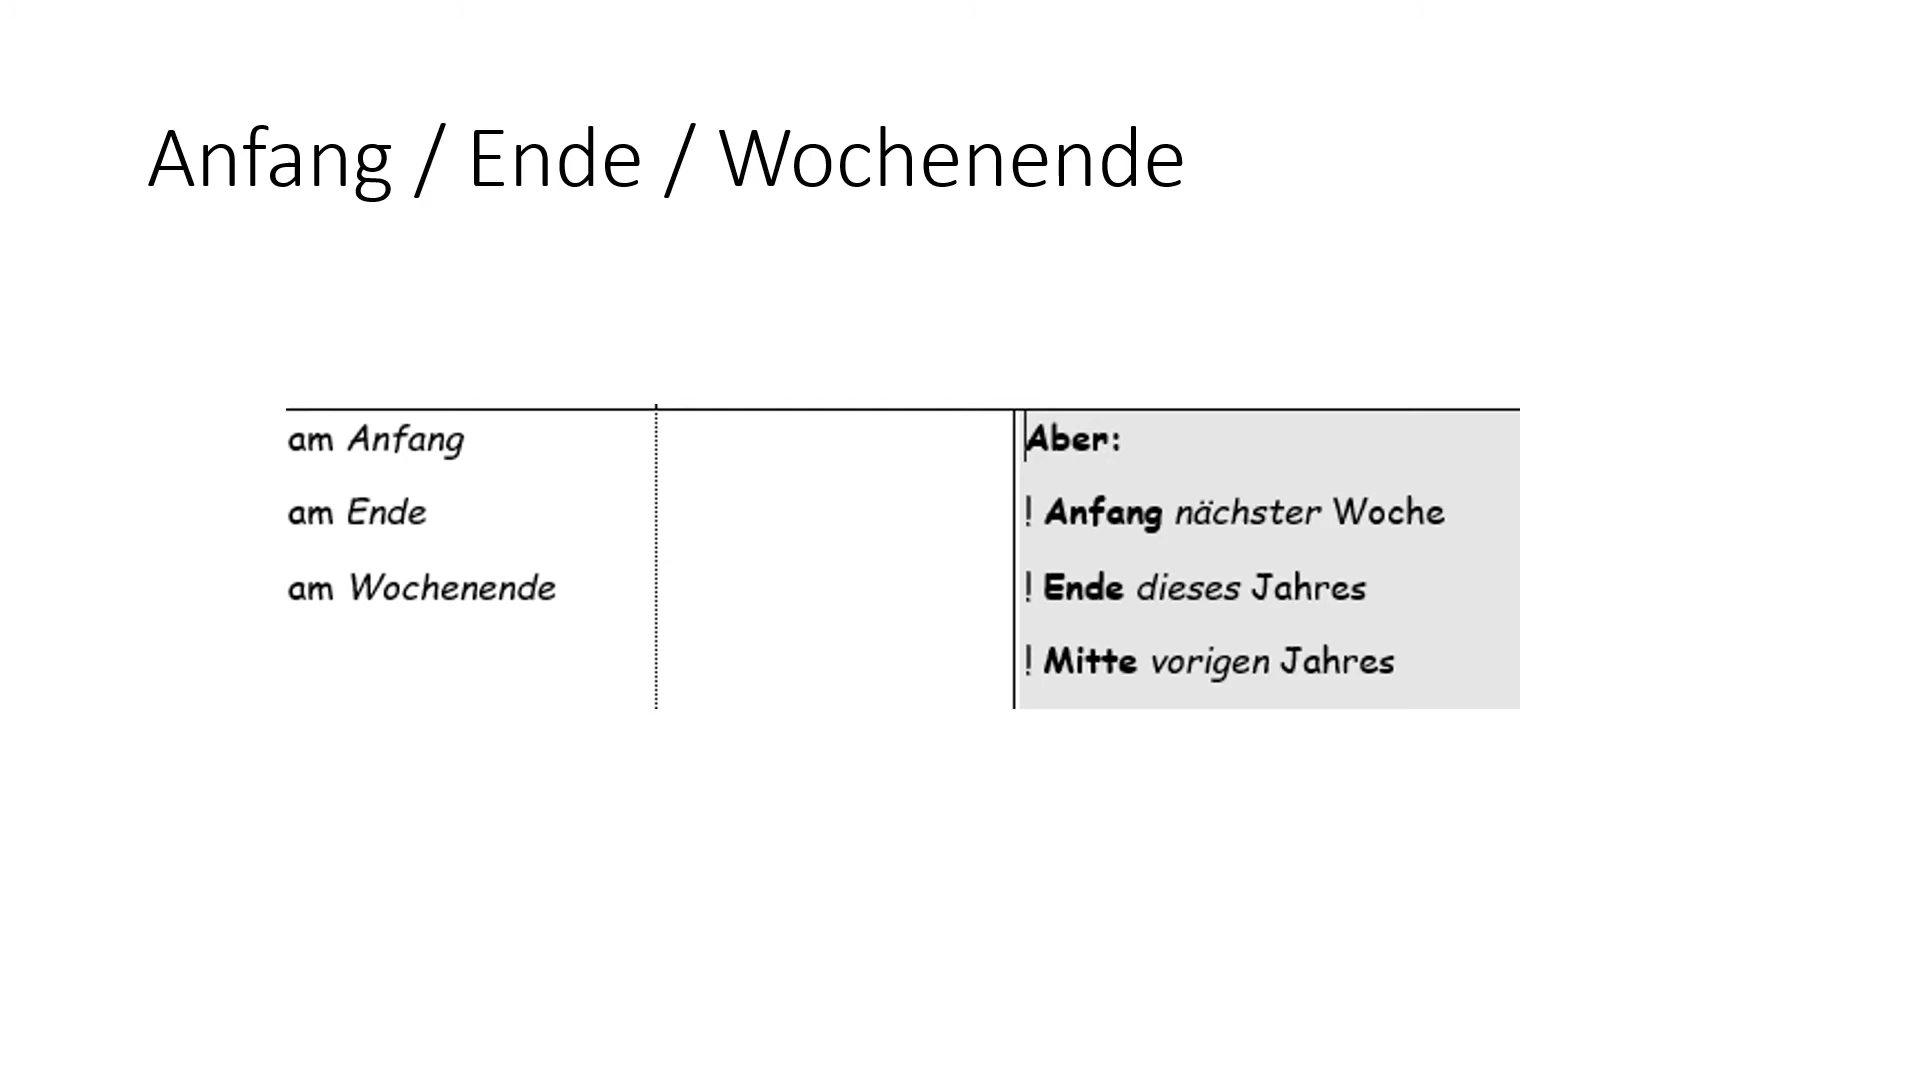 Anfang / Ende / Wochenende
am Anfang
am Ende
am Wochenende
Aber:
! Anfang nächster Woche
! Ende dieses Jahres
! Mitte vorigen Jahres